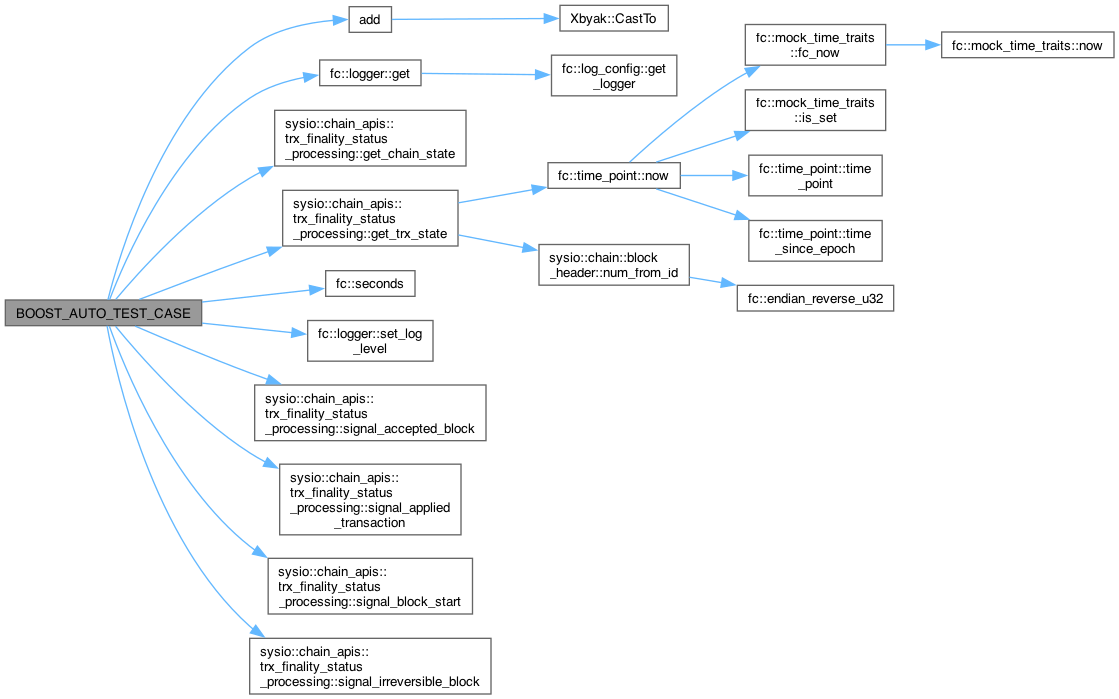 BOOST_AUTO_TEST_CASE
add
Xbyak::CastTo
fc::logger::get
fc::log_config::get
_logger
sysio::chain_apis::
trx_finality_status
_processing::get_chain_state
sysio::chain_apis::
trx_finality_status
_processing::get_trx_state
fc::time_point::now
fc::mock_time_traits
::fc_now
fc::mock_time_traits::now
fc::mock_time_traits
::is_set
fc::time_point::time
_point
fc::time_point::time
_since_epoch
sysio::chain::block
_header::num_from_id
fc::endian_reverse_u32
fc::seconds
fc::logger::set_log
_level
sysio::chain_apis::
trx_finality_status
_processing::signal_accepted_block
sysio::chain_apis::
trx_finality_status
_processing::signal_applied
_transaction
sysio::chain_apis::
trx_finality_status
_processing::signal_block_start
sysio::chain_apis::
trx_finality_status
_processing::signal_irreversible_block